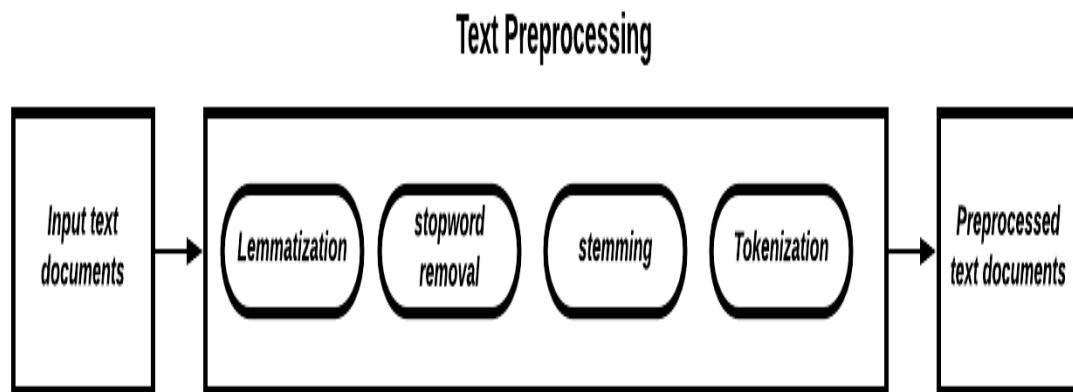 Text Preprocessing
Input text
documents
Lemmatization
stopword
removal
stemming
Tokenization
Preprocessed
text documents